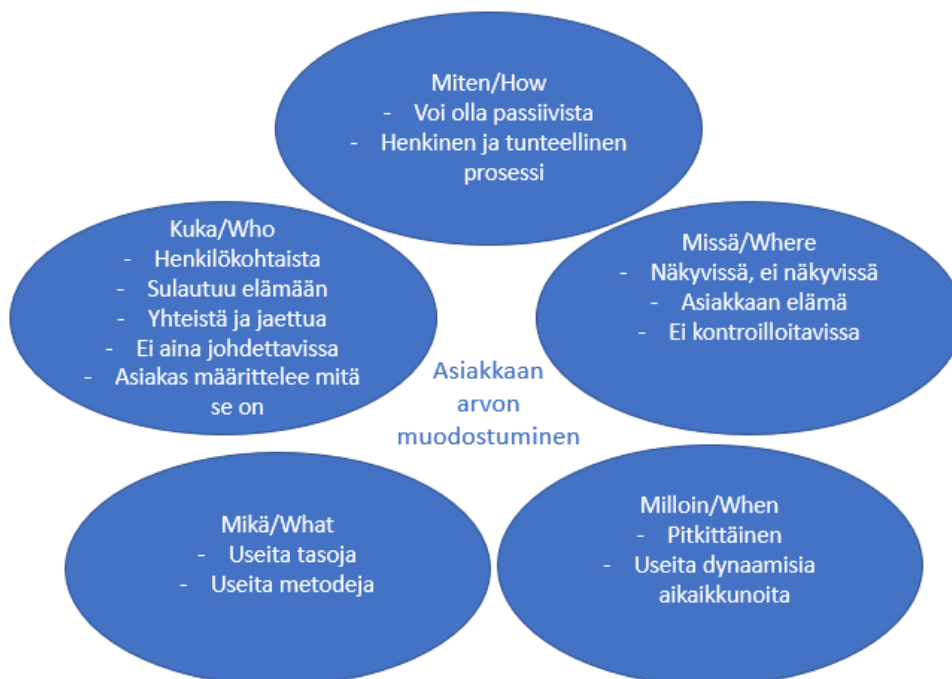 Miten/How
- Voi olla passiivista
- Henkinen ja tunteellinen
prosessi
Kuka/Who
- Henkilökohtaista
- Sulautuu elämään
- Yhteistä ja jaettua
- Ei aina johdettavissa
- Asiakas määrittelee mitä
se on
Missä/Where
- Näkyvissä, ei näkyvissä
- Asiakkaan elämä
- Ei kontroilloitavissa
Asiakkaan
arvon
muodostuminen
Mikä/What
- Useita tasoja
- Useita metodeja
Milloin/When
- Pitkittäinen
- Useita dynaamisia
aikaikkunoita